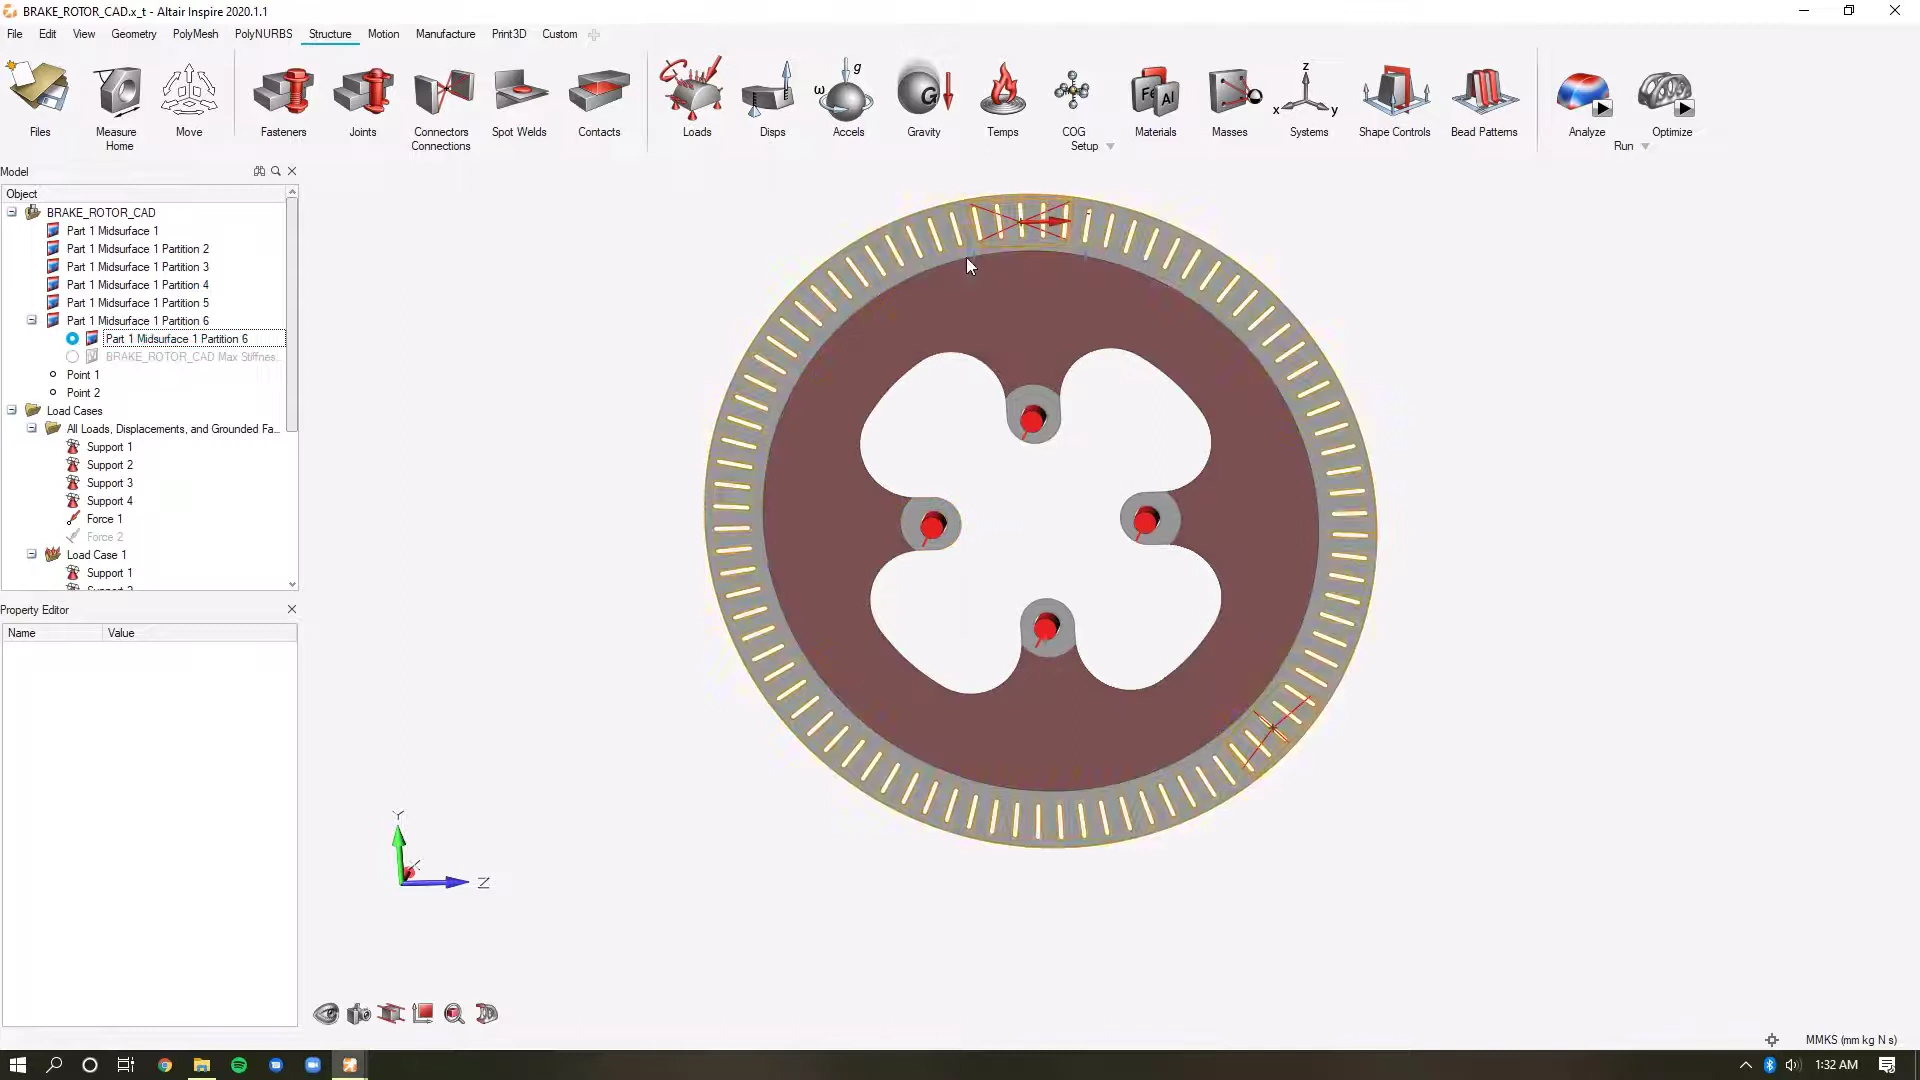 BRAKE_ROTOR_CAD.x_t - Altair Inspire 2020.1.1
File Edit View Geometry PolyMesh PolyNURBS Structure Motion Manufacture Print3D Custom
Files Measure Move Fasteners Joints Connectors Spot Welds Contacts Loads Disps Accels Gravity Temps COG Materials Masses Systems Shape Controls Bead Patterns Analyze Optimize
Home Connections Setup Run
G g ω Fe Al z x y
Model
Object
BRAKE_ROTOR_CAD
Part 1 Midsurface 1
Part 1 Midsurface 1 Partition 2
Part 1 Midsurface 1 Partition 3
Part 1 Midsurface 1 Partition 4
Part 1 Midsurface 1 Partition 5
Part 1 Midsurface 1 Partition 6
Part 1 Midsurface 1 Partition 6
BRAKE_ROTOR_CAD Max Stiffnes...
Point 1
Point 2
Load Cases
All Loads, Displacements, and Grounded Fa...
Support 1
Support 2
Support 3
Support 4
Force 1
Force 2
Load Case 1
Support 1
Property Editor
Name Value
Y
Z
MMKS (mm kg N s)
1:32 AM